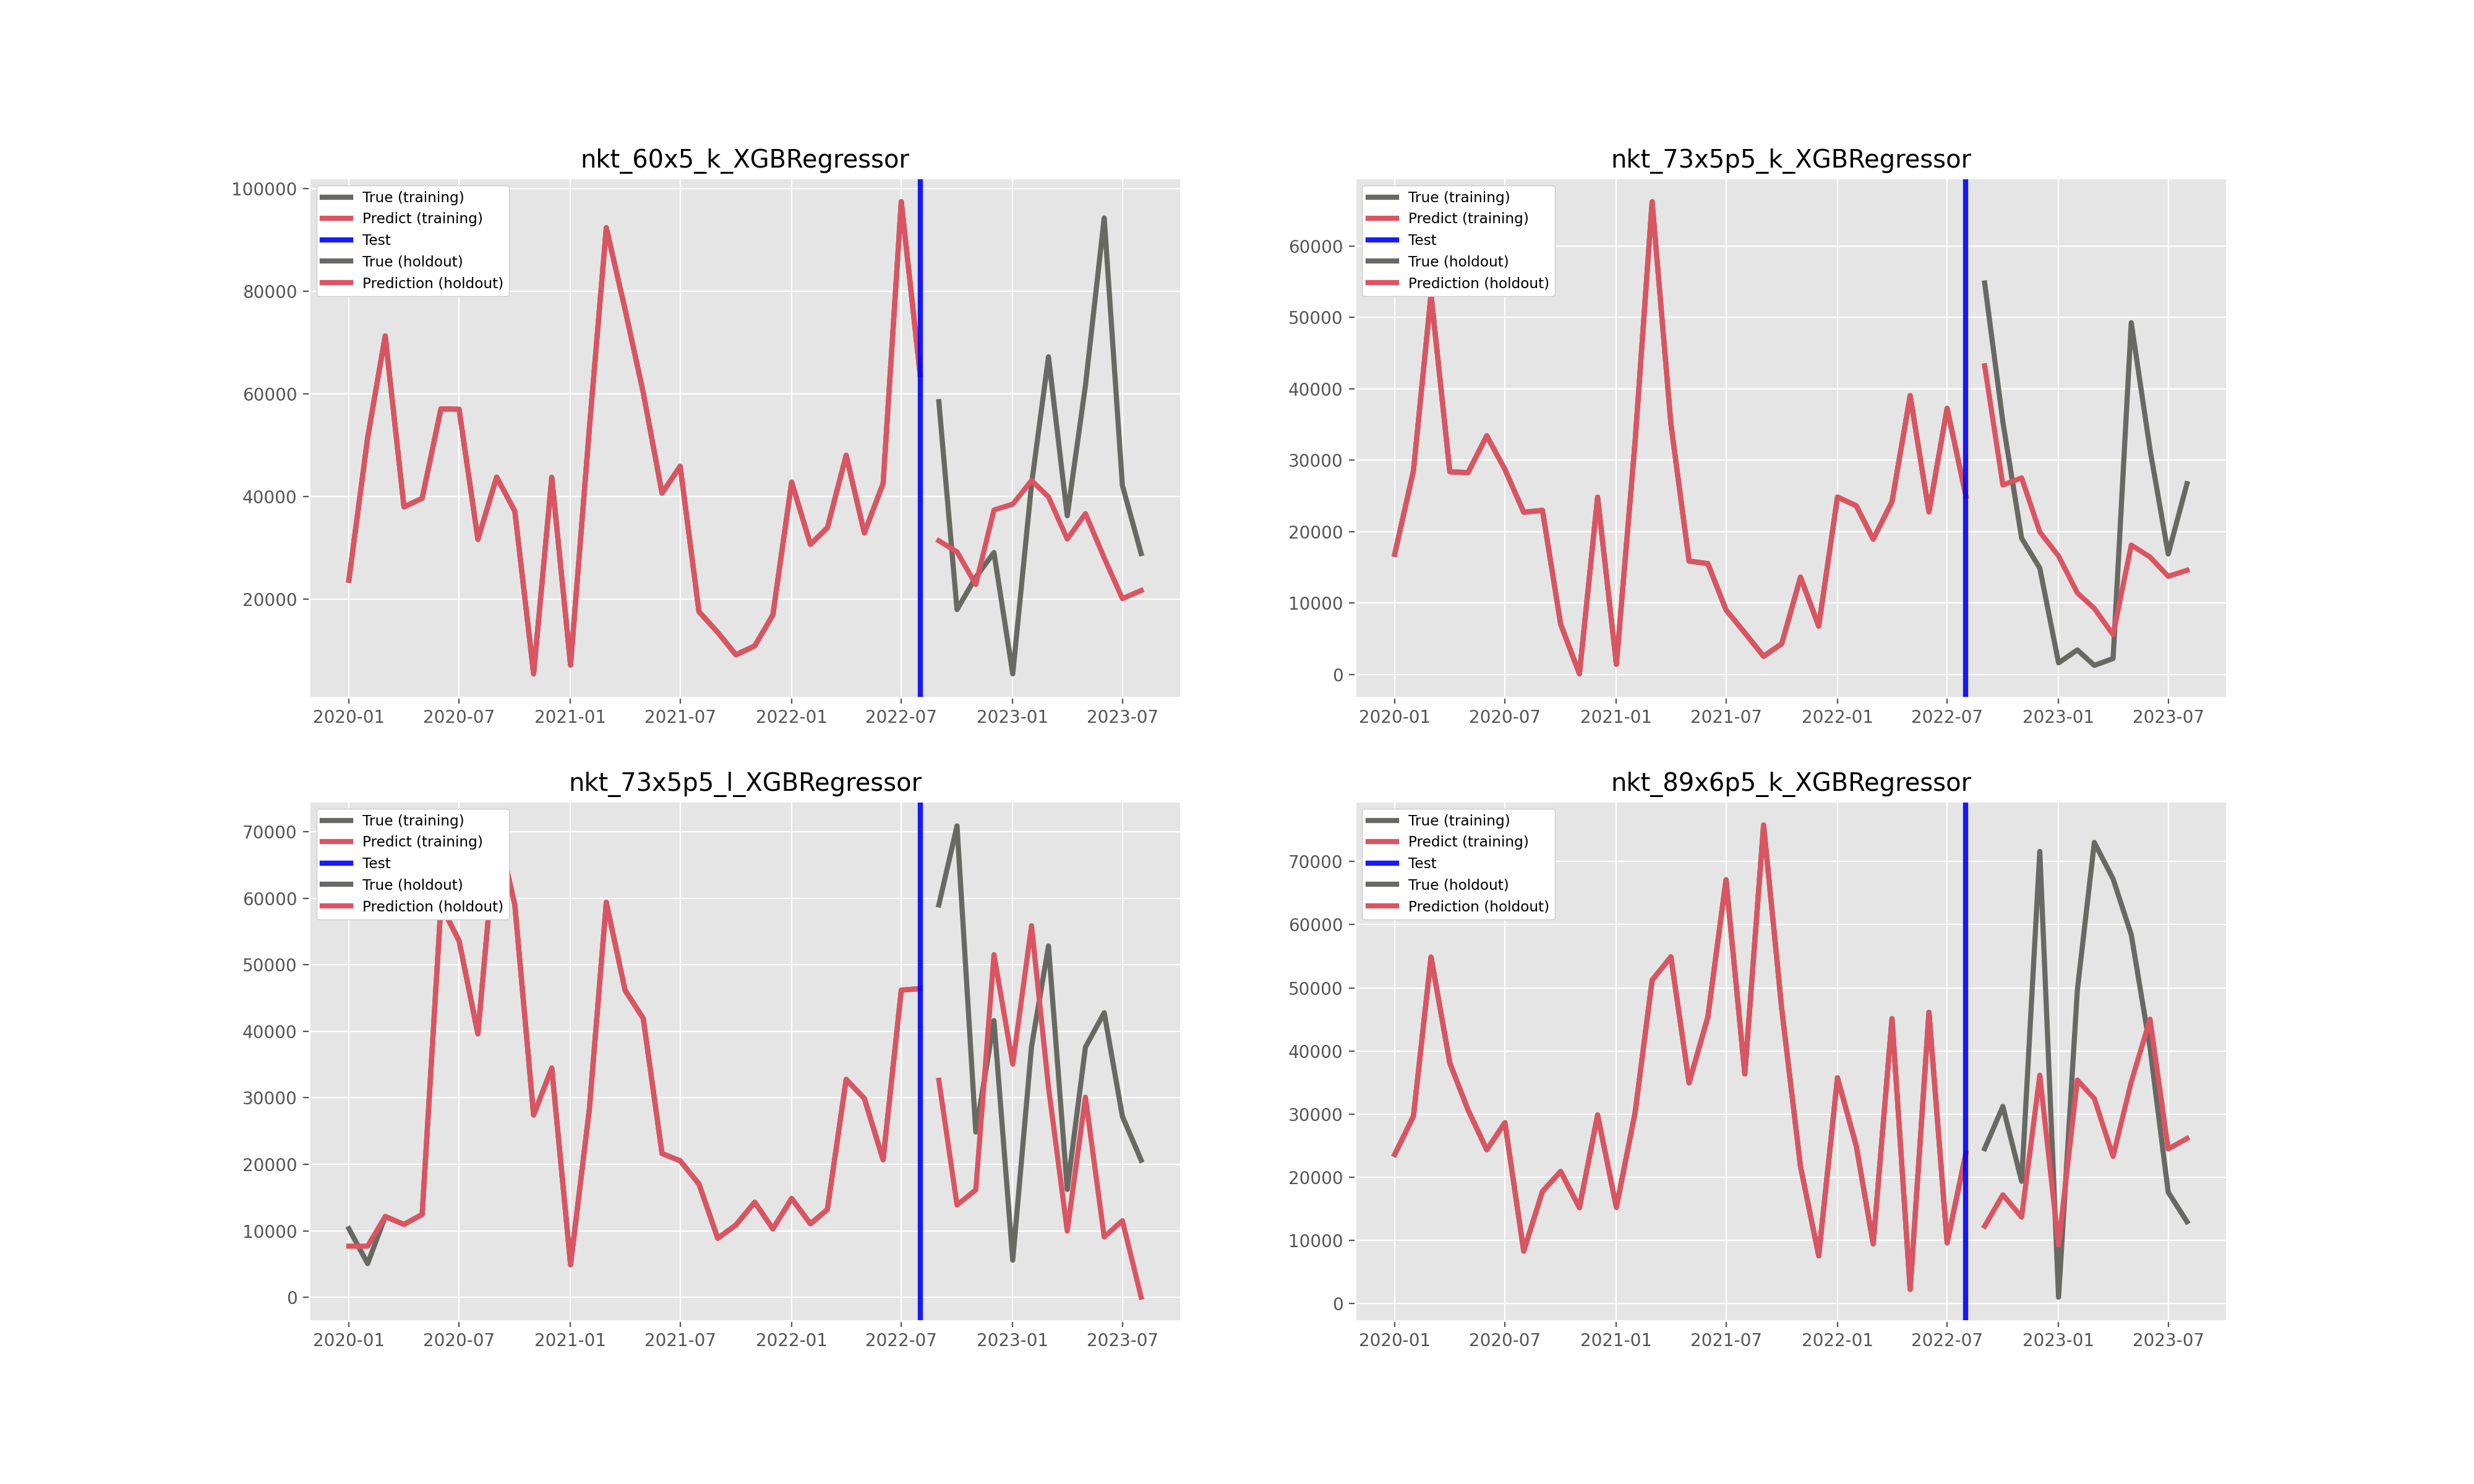 nkt_60x5_k_XGBRegressor
True (training)
Predict (training)
Test
True (holdout)
Prediction (holdout)
100000
80000
60000
40000
20000
2020-01 2020-07 2021-01 2021-07 2022-01 2022-07 2023-01 2023-07
nkt_73x5p5_k_XGBRegressor
True (training)
Predict (training)
Test
True (holdout)
Prediction (holdout)
60000
50000
40000
30000
20000
10000
0
2020-01 2020-07 2021-01 2021-07 2022-01 2022-07 2023-01 2023-07
nkt_73x5p5_l_XGBRegressor
True (training)
Predict (training)
Test
True (holdout)
Prediction (holdout)
70000
60000
50000
40000
30000
20000
10000
0
2020-01 2020-07 2021-01 2021-07 2022-01 2022-07 2023-01 2023-07
nkt_89x6p5_k_XGBRegressor
True (training)
Predict (training)
Test
True (holdout)
Prediction (holdout)
70000
60000
50000
40000
30000
20000
10000
0
2020-01 2020-07 2021-01 2021-07 2022-01 2022-07 2023-01 2023-07